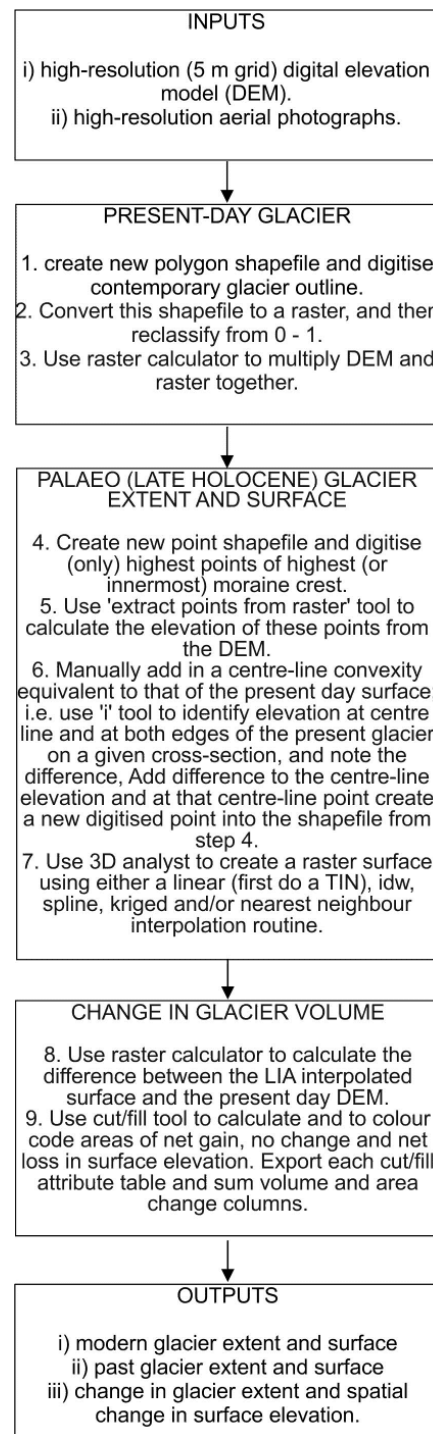 INPUTS
i) high-resolution (5 m grid) digital elevation
model (DEM).
ii) high-resolution aerial photographs.
PRESENT-DAY GLACIER
1. create new polygon shapefile and digitise
contemporary glacier outline.
2. Convert this shapefile to a raster, and then
reclassify from 0 - 1.
3. Use raster calculator to multiply DEM and
raster together.
PALAEO (LATE HOLOCENE) GLACIER
EXTENT AND SURFACE
4. Create new point shapefile and digitise
(only) highest points of highest (or
innermost) moraine crest.
5. Use 'extract points from raster' tool to
calculate the elevation of these points from
the DEM.
6. Manually add in a centre-line convexity
equivalent to that of the present day surface
i.e. use 'i' tool to identify elevation at centre
line and at both edges of the present glacier
on a given cross-section, and note the
difference, Add difference to the centre-line
elevation and at that centre-line point create
a new digitised point into the shapefile from
step 4.
7. Use 3D analyst to create a raster surface
using either a linear (first do a TIN), idw,
spline, kriged and/or nearest neighbour
interpolation routine.
CHANGE IN GLACIER VOLUME
8. Use raster calculator to calculate the
difference between the LIA interpolated
surface and the present day DEM.
9. Use cut/fill tool to calculate and to colour
code areas of net gain, no change and net
loss in surface elevation. Export each cut/fill
attribute table and sum volume and area
change columns.
OUTPUTS
i) modern glacier extent and surface
ii) past glacier extent and surface
iii) change in glacier extent and spatial
change in surface elevation.